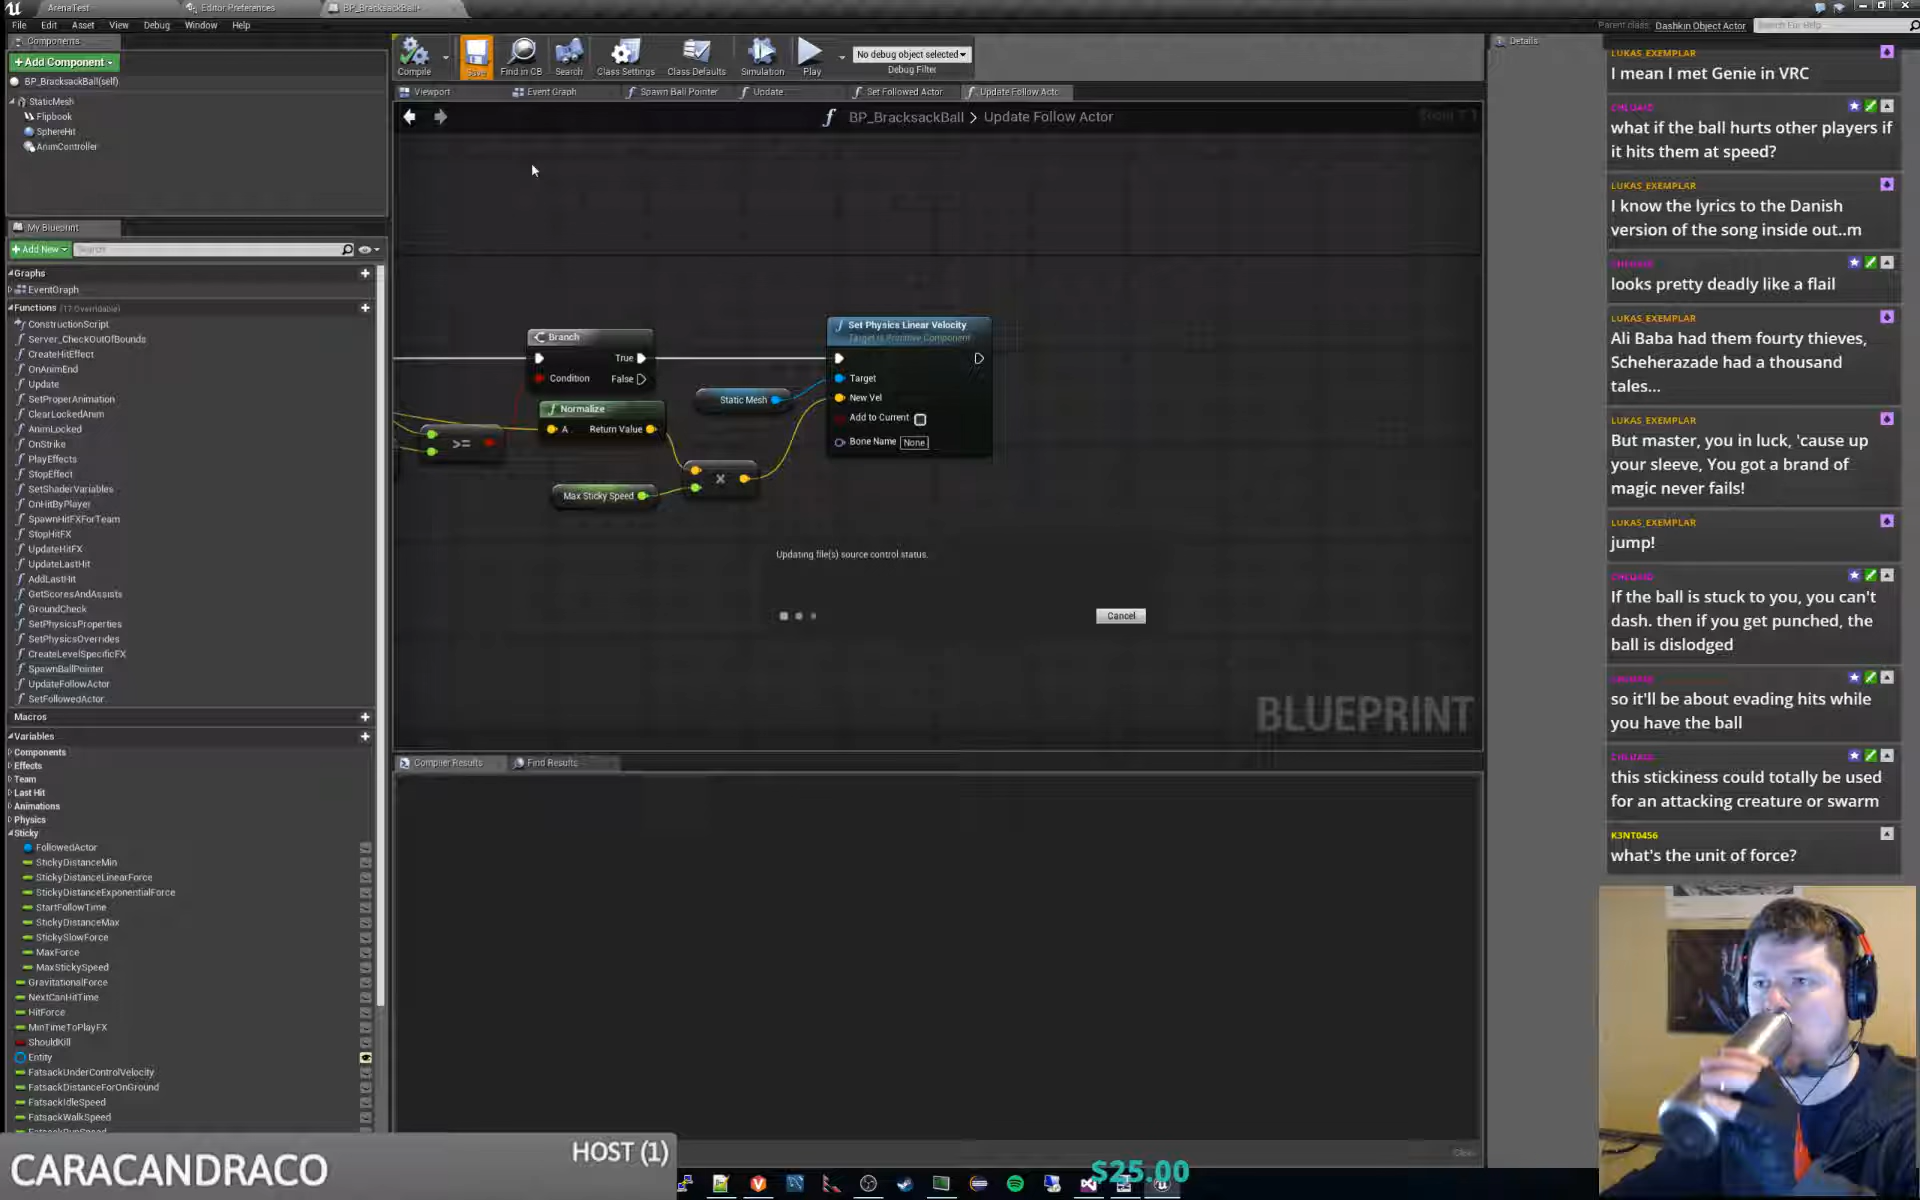 ArenaTest
Editor Preferences
BP_BracksackBall*
File Edit Asset View Debug Window Help
Parent class: Dashkin Object Actor
Search For Help
Components
+ Add Component
BP_BracksackBall(self)
StaticMesh
Flipbook
SphereHit
AnimController
Compile
Save
Find in CB
Search
Class Settings
Class Defaults
Simulation
Play
No debug object selected
Debug Filter
Details
Viewport
Event Graph
Spawn Ball Pointer
Update
Set Followed Actor
Update Follow Acto
BP_BracksackBall > Update Follow Actor
My Blueprint
+ Add New
Search
Graphs
EventGraph
Functions (17 Overridable)
ConstructionScript
Server_CheckOutOfBounds
CreateHitEffect
OnAnimEnd
Update
SetProperAnimation
ClearLockedAnim
AnimLocked
OnStrike
PlayEffects
StopEffect
SetShaderVariables
OnHitByPlayer
SpawnHitFXForTeam
StopHitFX
UpdateHitFX
UpdateLastHit
AddLastHit
GetScoresAndAssists
GroundCheck
SetPhysicsProperties
SetPhysicsOverrides
CreateLevelSpecificFX
SpawnBallPointer
UpdateFollowActor
SetFollowedActor
Macros
Variables
Components
Effects
Team
Last Hit
Animations
Physics
Sticky
FollowedActor
StickyDistanceMin
StickyDistanceLinearForce
StickyDistanceExponentialForce
StartFollowTime
StickyDistanceMax
StickySlowForce
MaxForce
MaxStickySpeed
GravitationalForce
NextCanHitTime
HitForce
MinTimeToPlayFX
ShouldKill
Entity
FatsackUnderControlVelocity
FatsackDistanceForOnGround
FatsackIdleSpeed
FatsackWalkSpeed
Branch
True
Condition
False
>=
Normalize
A
Return Value
Max Sticky Speed
X
Static Mesh
Set Physics Linear Velocity
Target is Primitive Component
Target
New Vel
Add to Current
Bone Name None
Updating file(s) source control status.
Cancel
BLUEPRINT
Compiler Results
Find Results
Clear
LUKAS_EXEMPLAR
I mean I met Genie in VRC
what if the ball hurts other players if
it hits them at speed?
LUKAS_EXEMPLAR
I know the lyrics to the Danish
version of the song inside out..m
looks pretty deadly like a flail
LUKAS_EXEMPLAR
Ali Baba had them fourty thieves,
Scheherazade had a thousand
tales...
LUKAS_EXEMPLAR
But master, you in luck, 'cause up
your sleeve, You got a brand of
magic never fails!
LUKAS_EXEMPLAR
jump!
If the ball is stuck to you, you can't
dash. then if you get punched, the
ball is dislodged
so it'll be about evading hits while
you have the ball
this stickiness could totally be used
for an attacking creature or swarm
K3NT0456
what's the unit of force?
CARACANDRACO
HOST (1)
$25.00